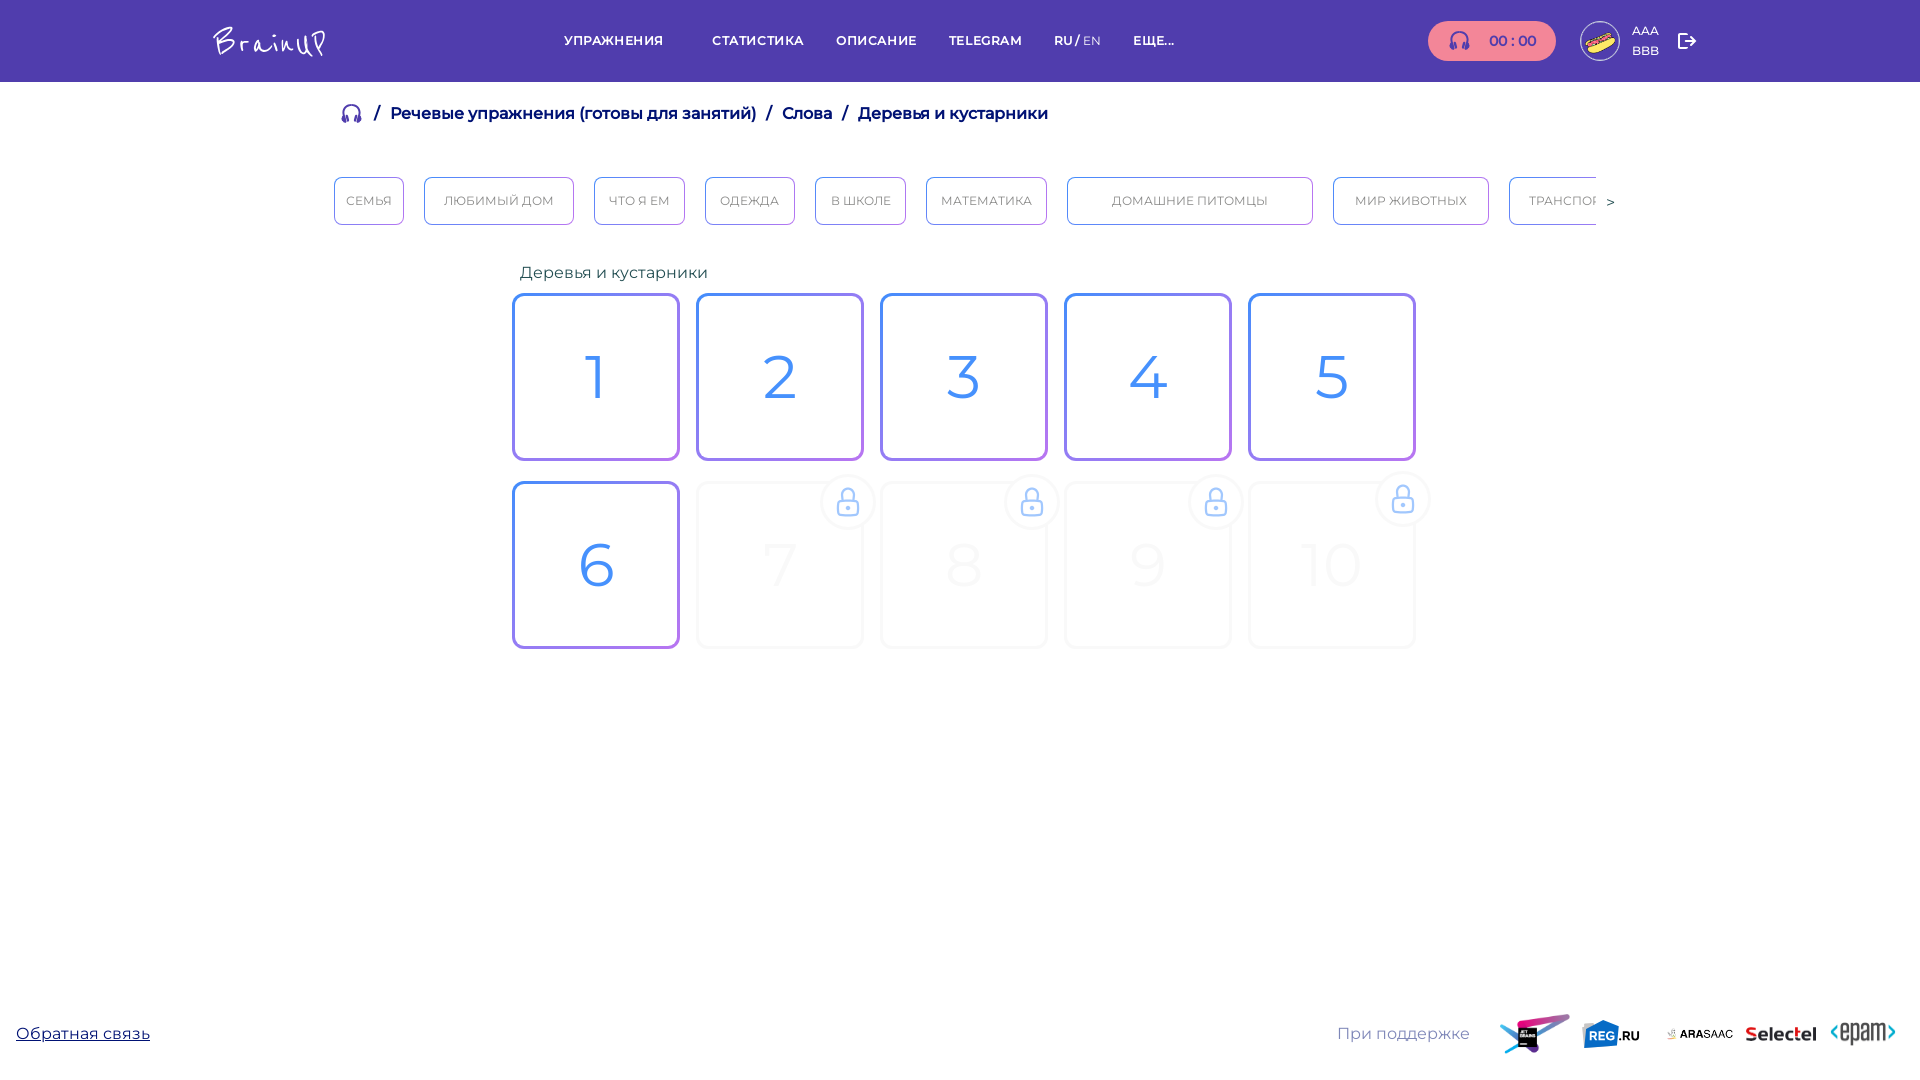 BrainUP УПРАЖНЕНИЯ СТАТИСТИКА ОПИСАНИЕ TELEGRAM RU / EN ЕЩЕ... 00 : 00 AAA
BBB
/ Речевые упражнения (готовы для занятий) / Слова / Деревья и кустарники
СЕМЬЯ ЛЮБИМЫЙ ДОМ ЧТО Я ЕМ ОДЕЖДА В ШКОЛЕ МАТЕМАТИКА ДОМАШНИЕ ПИТОМЦЫ МИР ЖИВОТНЫХ ТРАНСПОР >
Деревья и кустарники
1 2 3 4 5
6 7 8 9 10
Обратная связь При поддержке JET BRAINS REG.RU ARASAAC Selectel <epam>